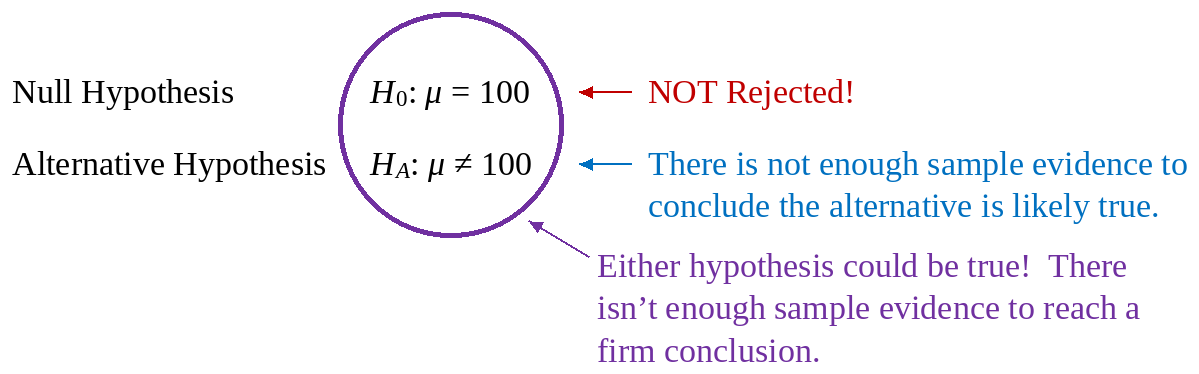 Null Hypothesis H₀: μ = 100 NOT Rejected!
Alternative Hypothesis H_A: μ ≠ 100 There is not enough sample evidence to
conclude the alternative is likely true.
Either hypothesis could be true!  There
isn’t enough sample evidence to reach a
firm conclusion.